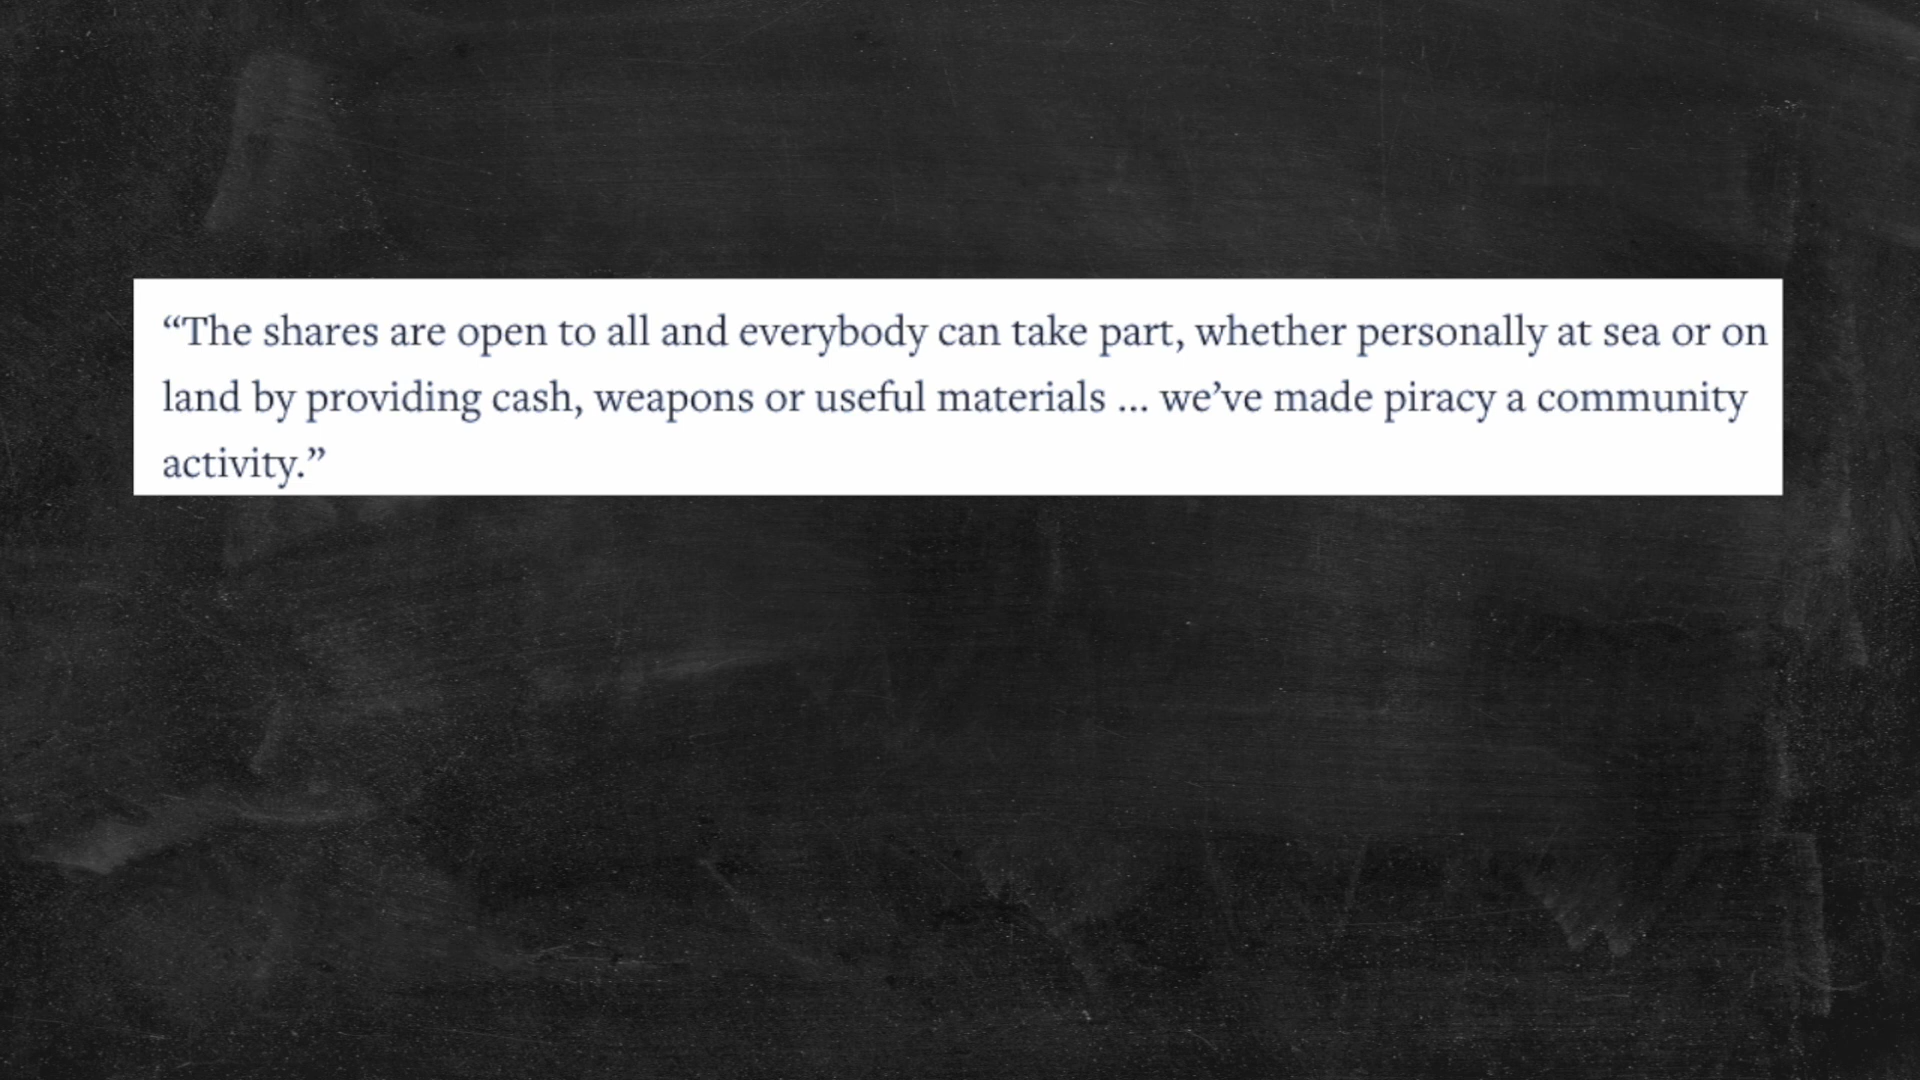 “The shares are open to all and everybody can take part, whether personally at sea or on
land by providing cash, weapons or useful materials ... we’ve made piracy a community
activity.”